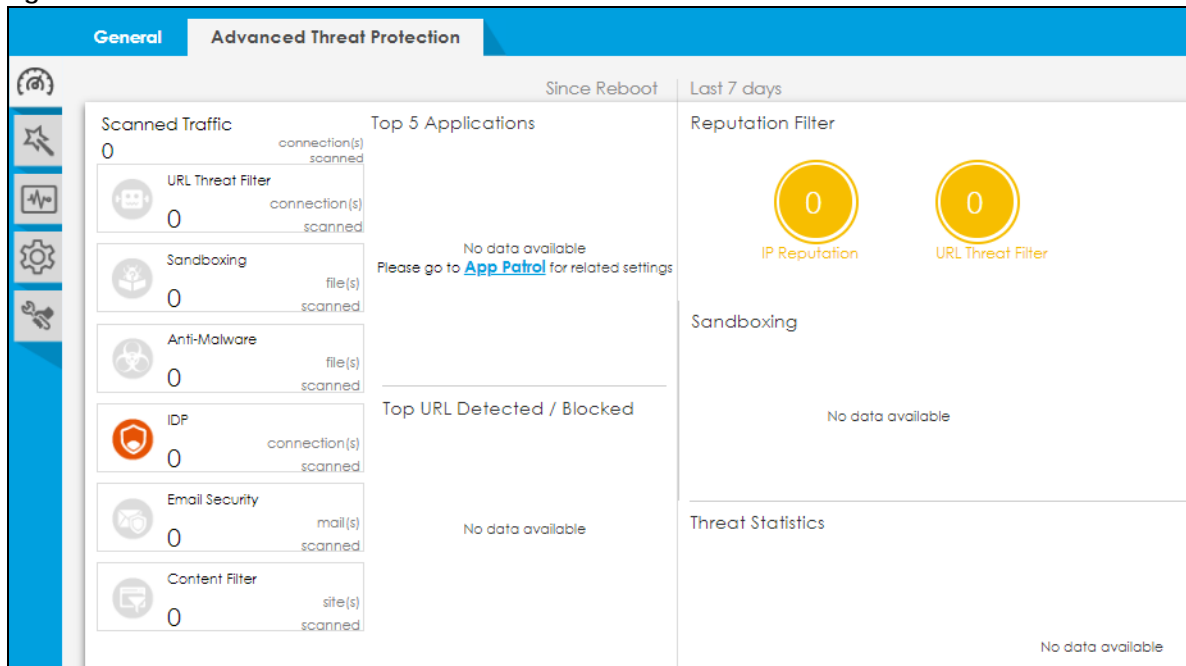 General
Advanced Threat Protection
Since Reboot
Last 7 days
Scanned Traffic
0
connection(s)
scanned
URL Threat Filter
0
connection(s)
scanned
Sandboxing
0
file(s)
scanned
Anti-Malware
0
file(s)
scanned
IDP
0
connection(s)
scanned
Email Security
0
mail(s)
scanned
Content Filter
0
site(s)
scanned
Top 5 Applications
No data available
Please go to App Patrol for related settings
Top URL Detected / Blocked
No data available
Reputation Filter
0
IP Reputation
0
URL Threat Filter
Sandboxing
No data available
Threat Statistics
No data available